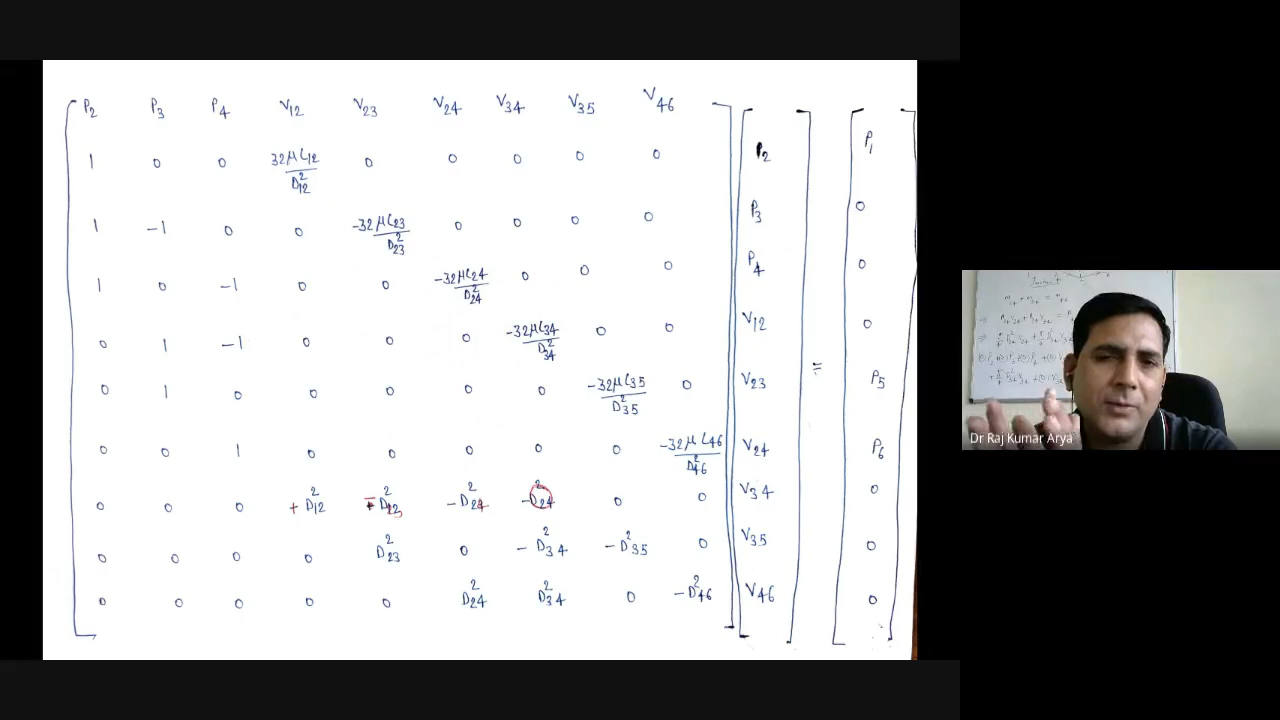 P₂ P₃ P₄ V₁₂ V₂₃ V₂₄ V₃₄ V₃₅ V₄₆
1 0 0 32μL₁₂/D₁₂² 0 0 0 0 0 P₂ P₁
1 -1 0 0 -32μL₂₃/D₂₃² 0 0 0 0 P₃ 0
1 0 -1 0 0 -32μL₂₄/D₂₄² 0 0 0 P₄ 0
0 1 -1 0 0 0 -32μL₃₄/D₃₄² 0 0 V₁₂ 0
0 1 0 0 0 0 0 -32μL₃₅/D₃₅² 0 V₂₃ = P₅
0 0 1 0 0 0 0 0 -32μL₄₆/D₄₆² V₂₄ P₆
0 0 0 +D₁₂² -D₂₃² -D₂₄² -D₂₄² 0 0 V₃₄ 0
0 0 0 0 D₂₃² 0 -D₃₄² -D₃₅² 0 V₃₅ 0
0 0 0 0 0 D₂₄² D₃₄² 0 -D₄₆² V₄₆ 0
Dr Raj Kumar Arya